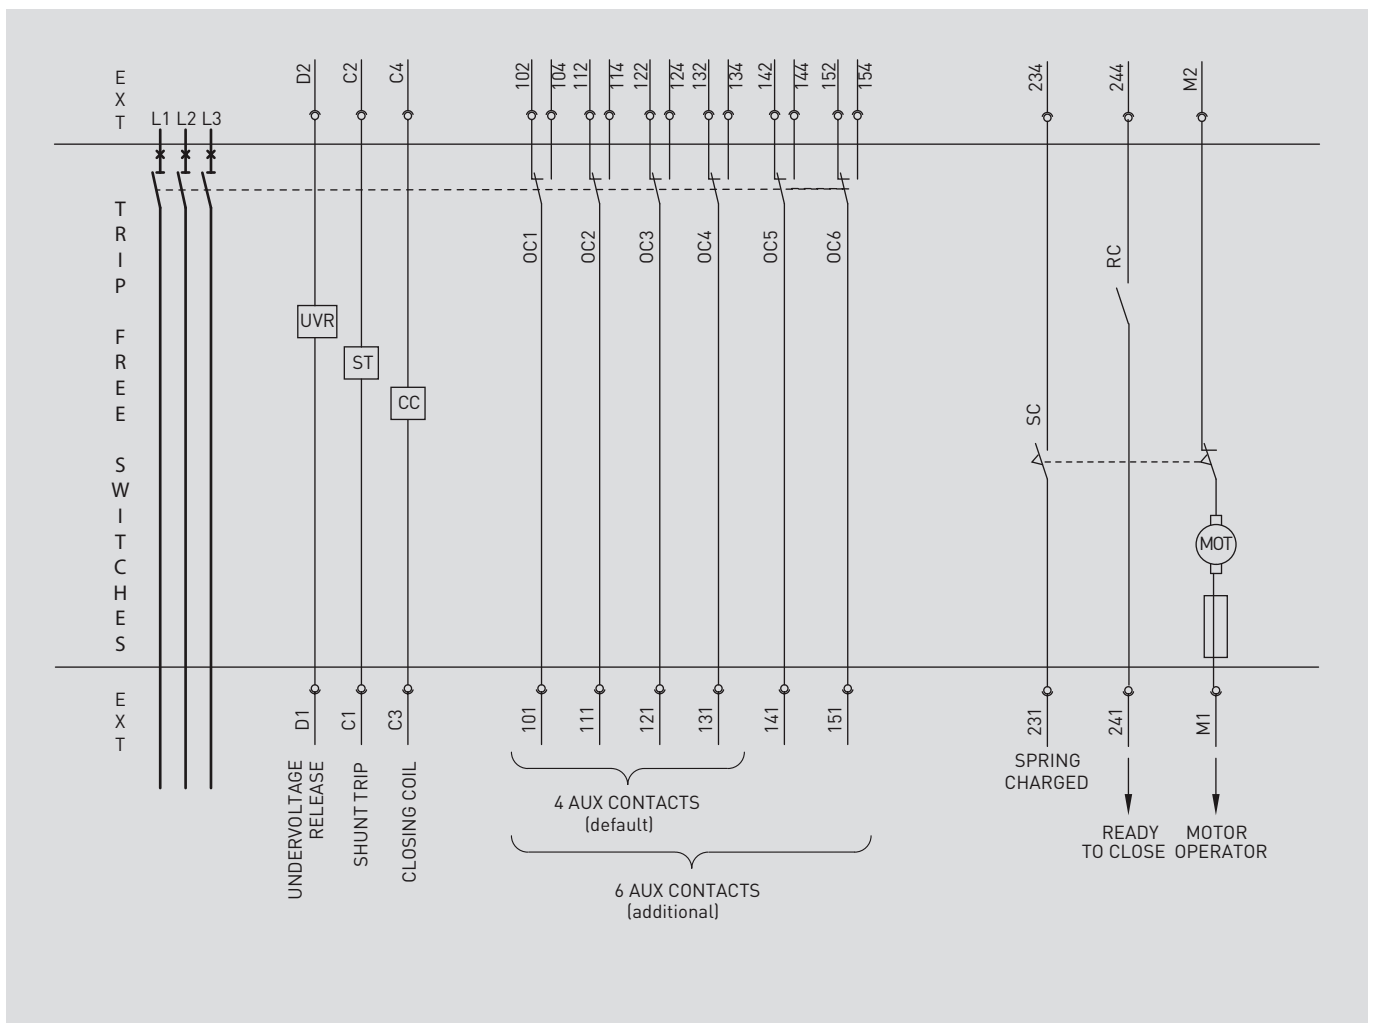 EXT
L1 L2 L3
D2
C2
C4
102
104
112
114
122
124
132
134
142
144
152
154
234
244
M2
TRIP FREE SWITCHES
OC1
OC2
OC3
OC4
OC5
OC6
RC
UVR
ST
CC
SC
MOT
EXT
D1
C1
C3
101
111
121
131
141
151
231
241
M1
UNDERVOLTAGE
RELEASE
SHUNT TRIP
CLOSING COIL
4 AUX CONTACTS
(default)
6 AUX CONTACTS
(additional)
SPRING
CHARGED
READY
TO CLOSE
MOTOR
OPERATOR